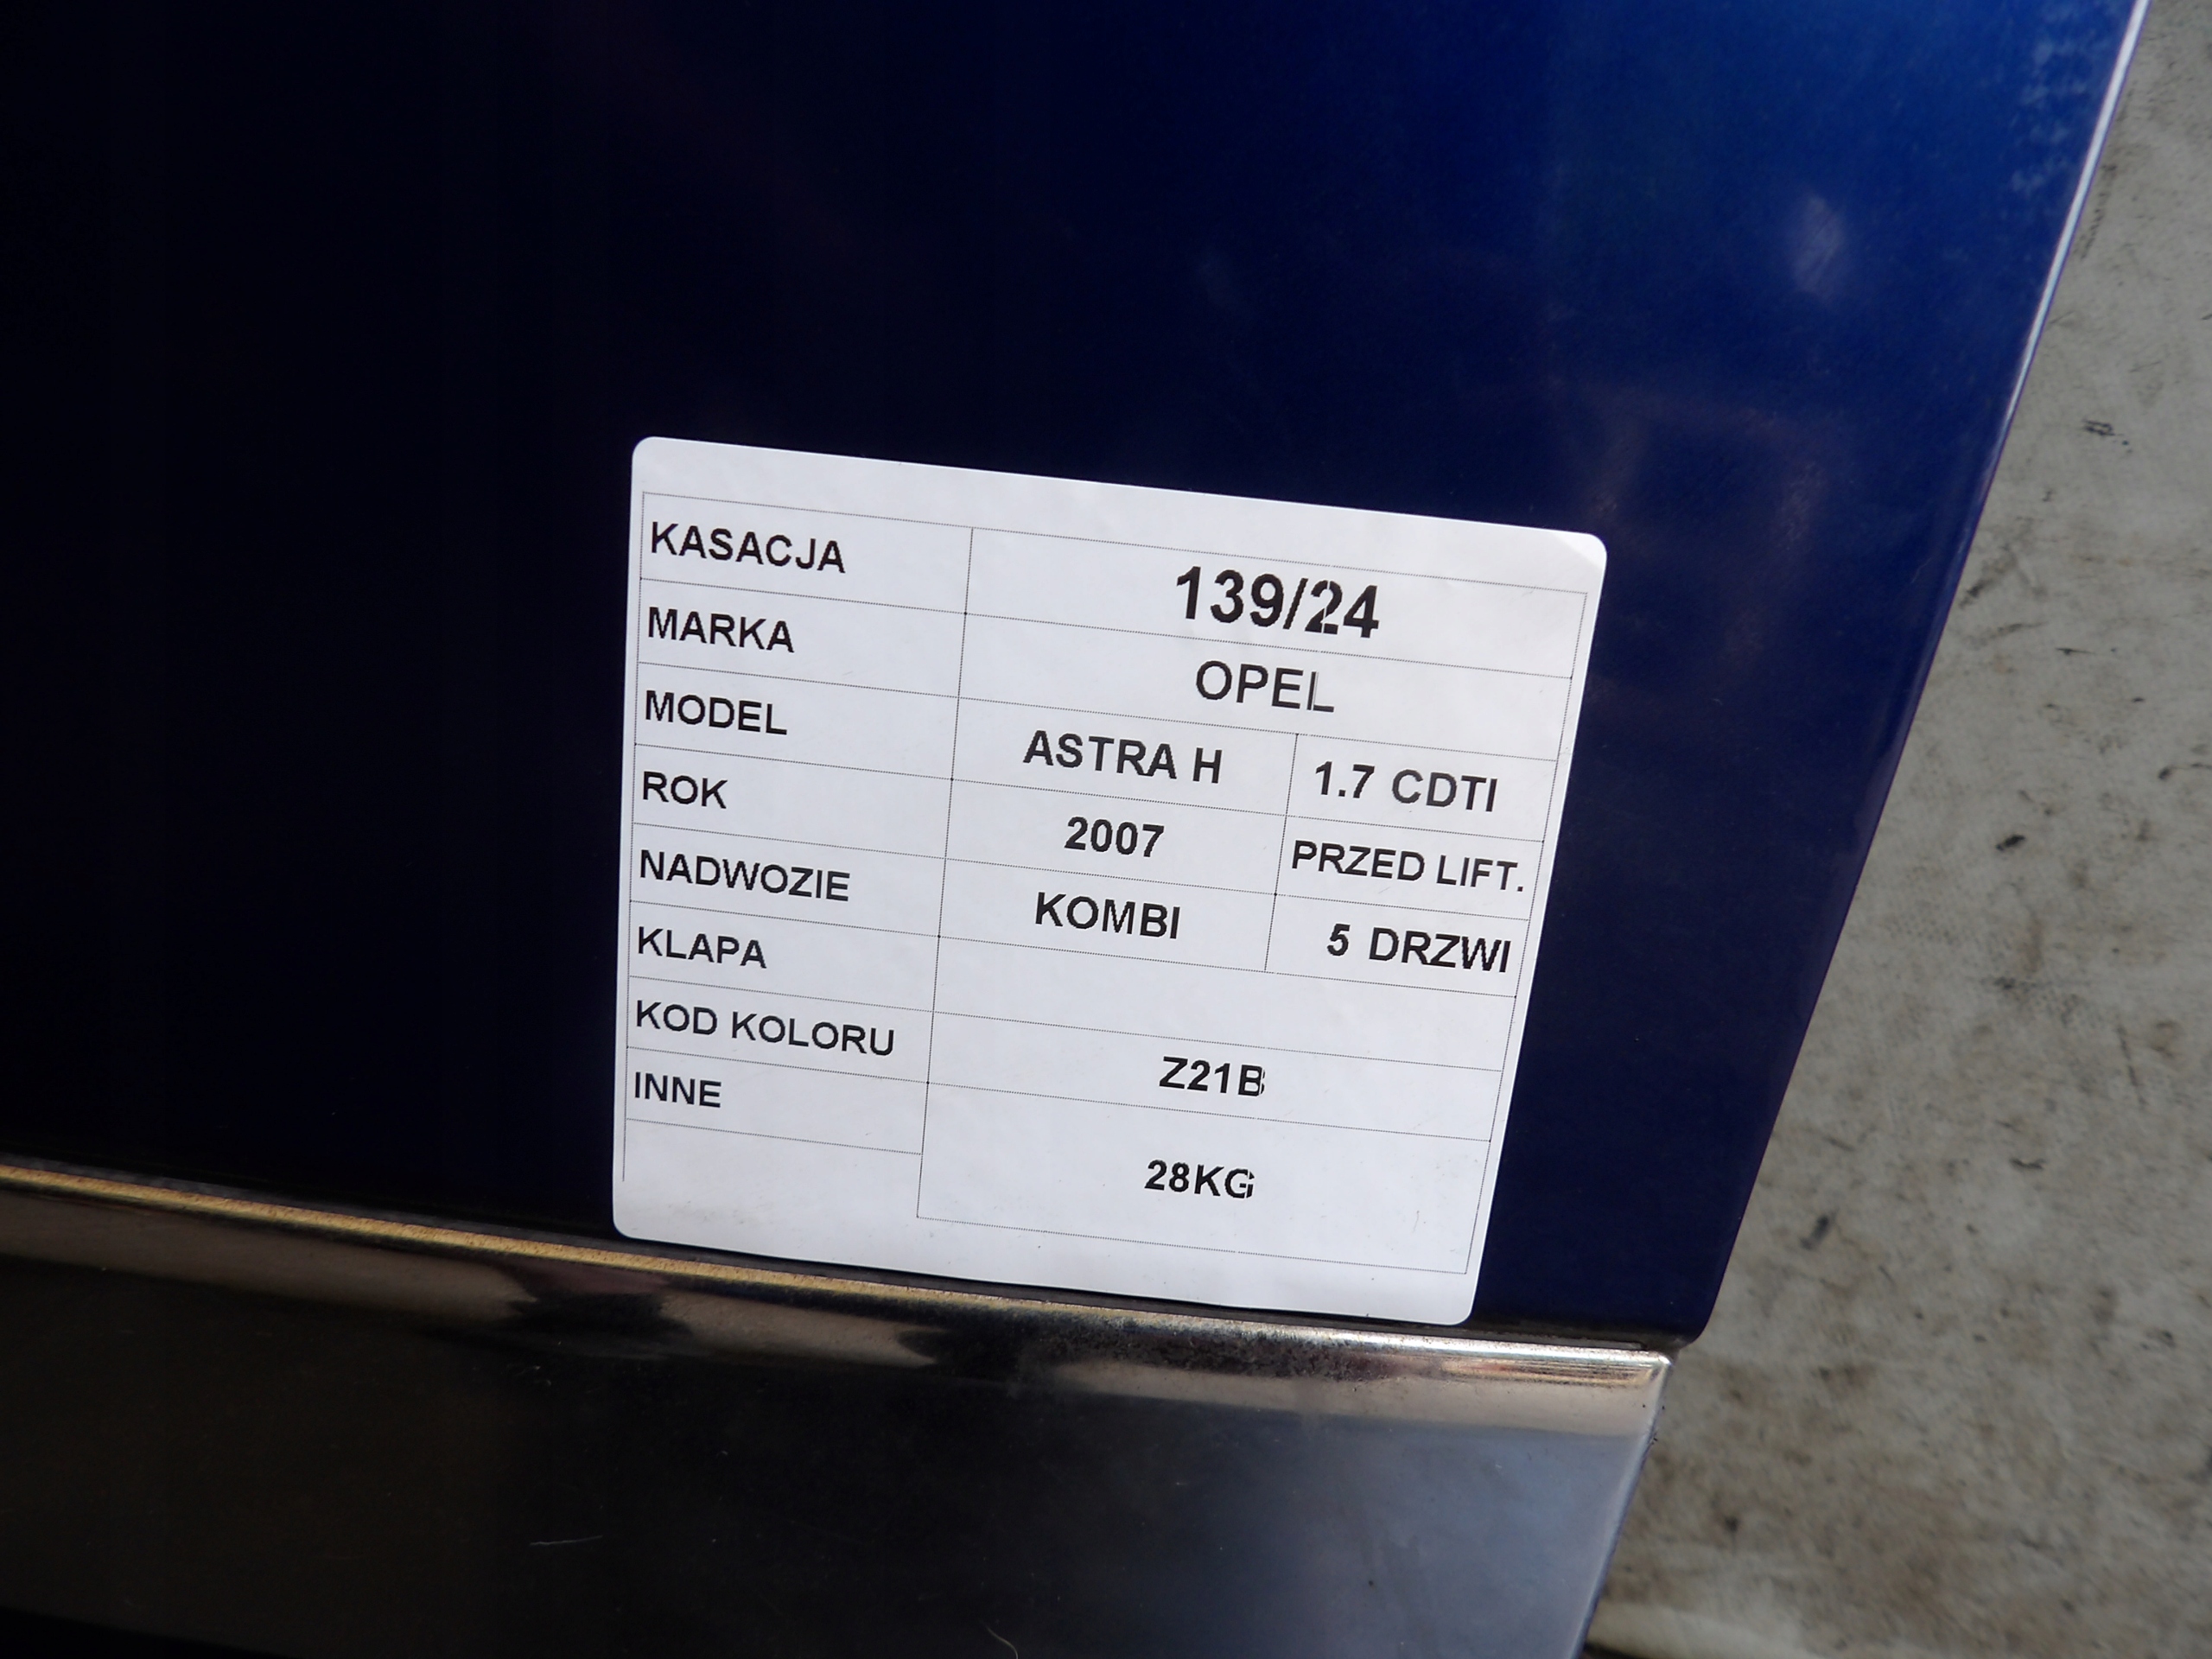 KASACJA 139/24
MARKA OPEL
MODEL ASTRA H 1.7 CDTI
ROK 2007 PRZED LIFT.
NADWOZIE KOMBI 5 DRZWI
KLAPA
KOD KOLORU Z21B
INNE 28KG